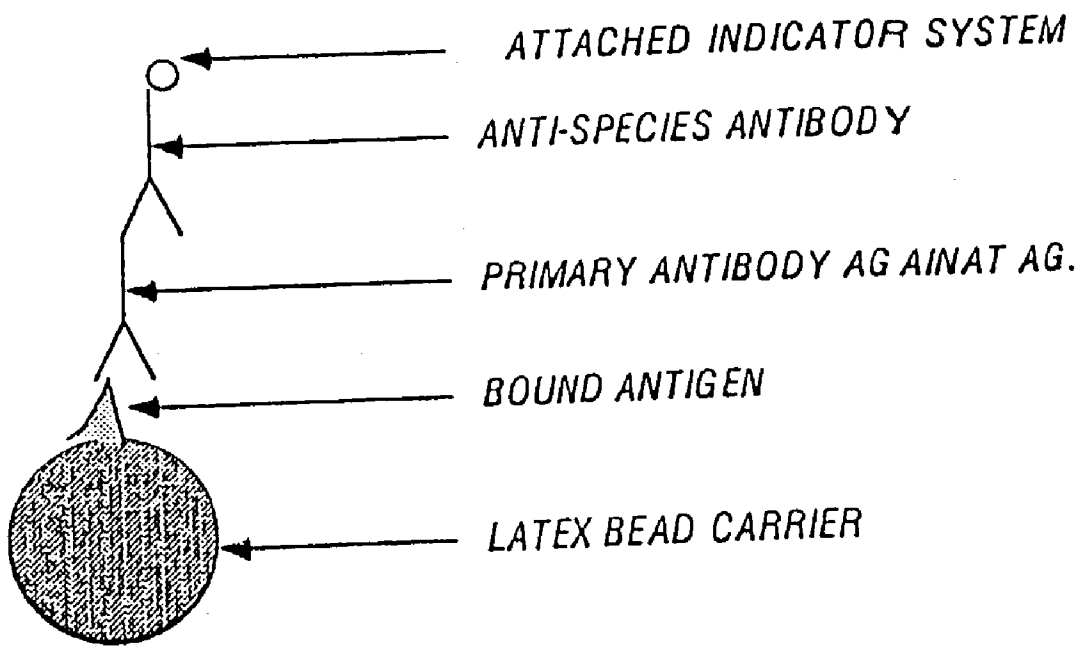 ATTACHED INDICATOR SYSTEM
ANTI-SPECIES ANTIBODY
PRIMARY ANTIBODY AG AINAT AG.
BOUND ANTIGEN
LATEX BEAD CARRIER